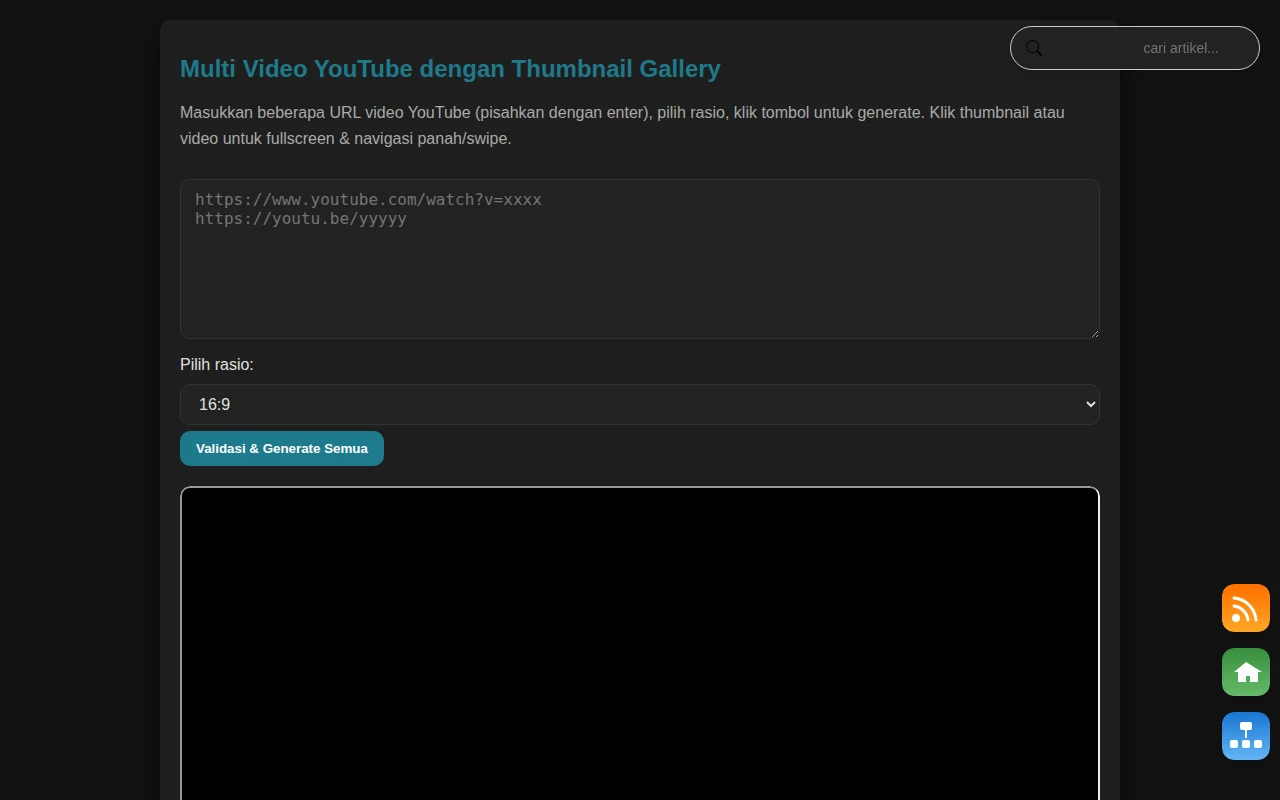 cari artikel...
Multi Video YouTube dengan Thumbnail Gallery
Masukkan beberapa URL video YouTube (pisahkan dengan enter), pilih rasio, klik tombol untuk generate. Klik thumbnail atau
video untuk fullscreen & navigasi panah/swipe.
https://www.youtube.com/watch?v=xxxx
https://youtu.be/yyyyy
Pilih rasio:
16:9
Validasi & Generate Semua